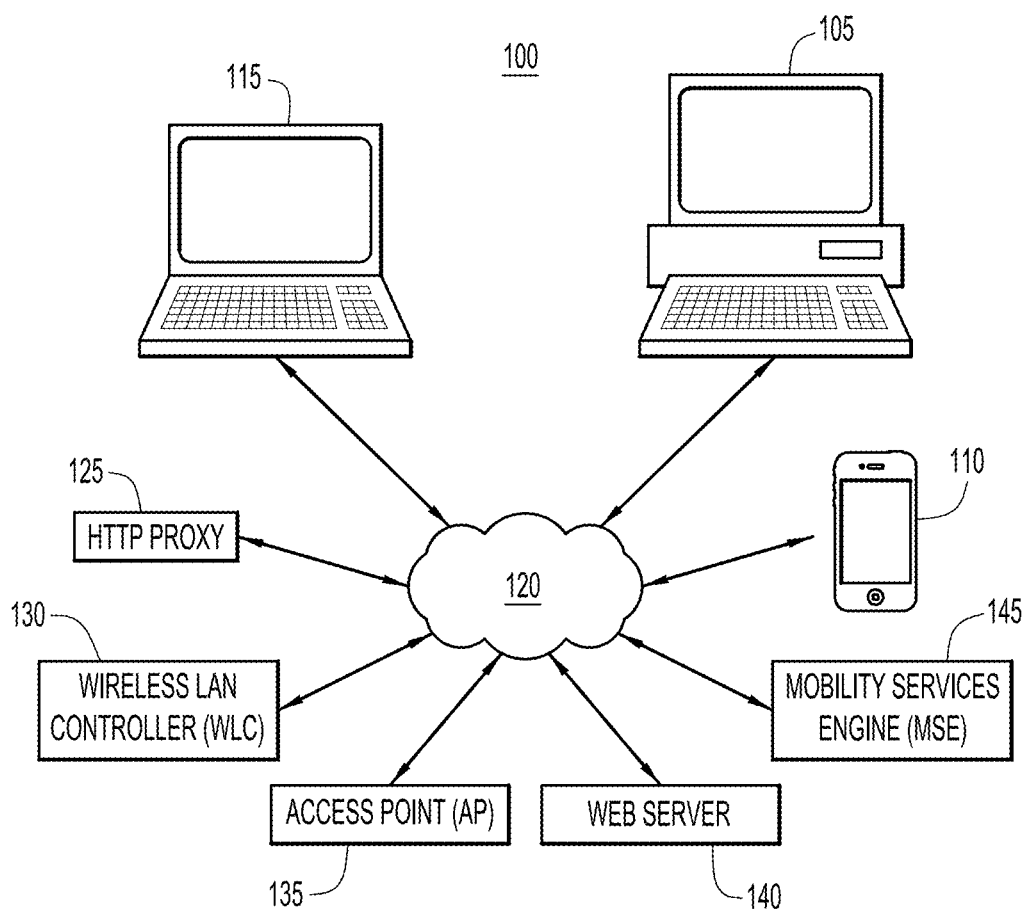 105
100
115
125
HTTP PROXY
110
120
130
145
WIRELESS LAN
CONTROLLER (WLC)
MOBILITY SERVICES
ENGINE (MSE)
ACCESS POINT (AP)
WEB SERVER
135
140